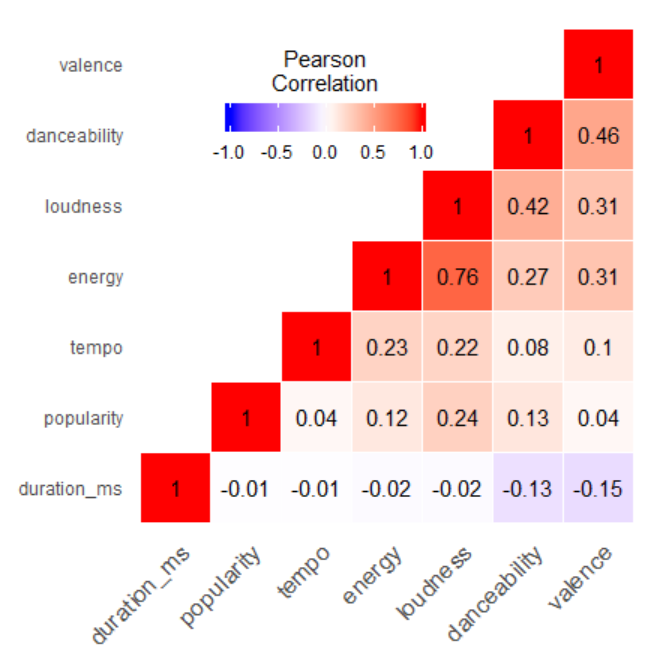 Pearson
Correlation
-1.0 -0.5 0.0 0.5 1.0
valence 1
danceability 1 0.46
loudness 1 0.42 0.31
energy 1 0.76 0.27 0.31
tempo 1 0.23 0.22 0.08 0.1
popularity 1 0.04 0.12 0.24 0.13 0.04
duration_ms 1 -0.01 -0.01 -0.02 -0.02 -0.13 -0.15
duration_ms popularity tempo energy loudness danceability valence